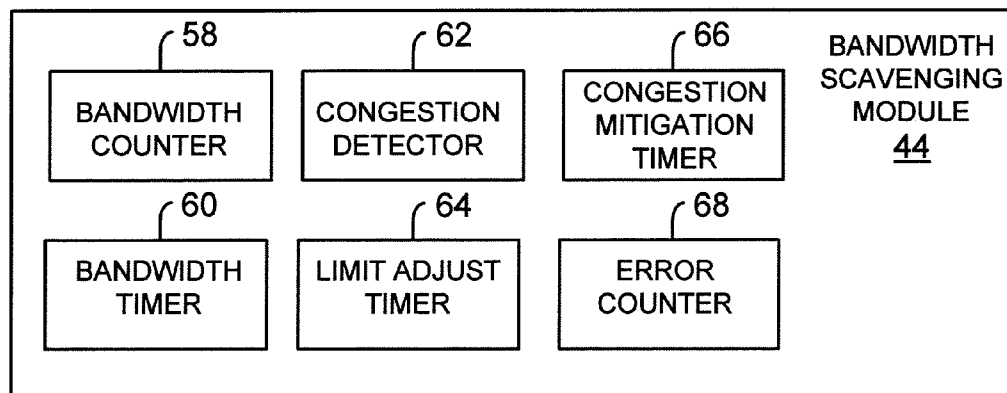 58
BANDWIDTH
COUNTER
62
CONGESTION
DETECTOR
66
CONGESTION
MITIGATION
TIMER
BANDWIDTH
SCAVENGING
MODULE
44
60
BANDWIDTH
TIMER
64
LIMIT ADJUST
TIMER
68
ERROR
COUNTER